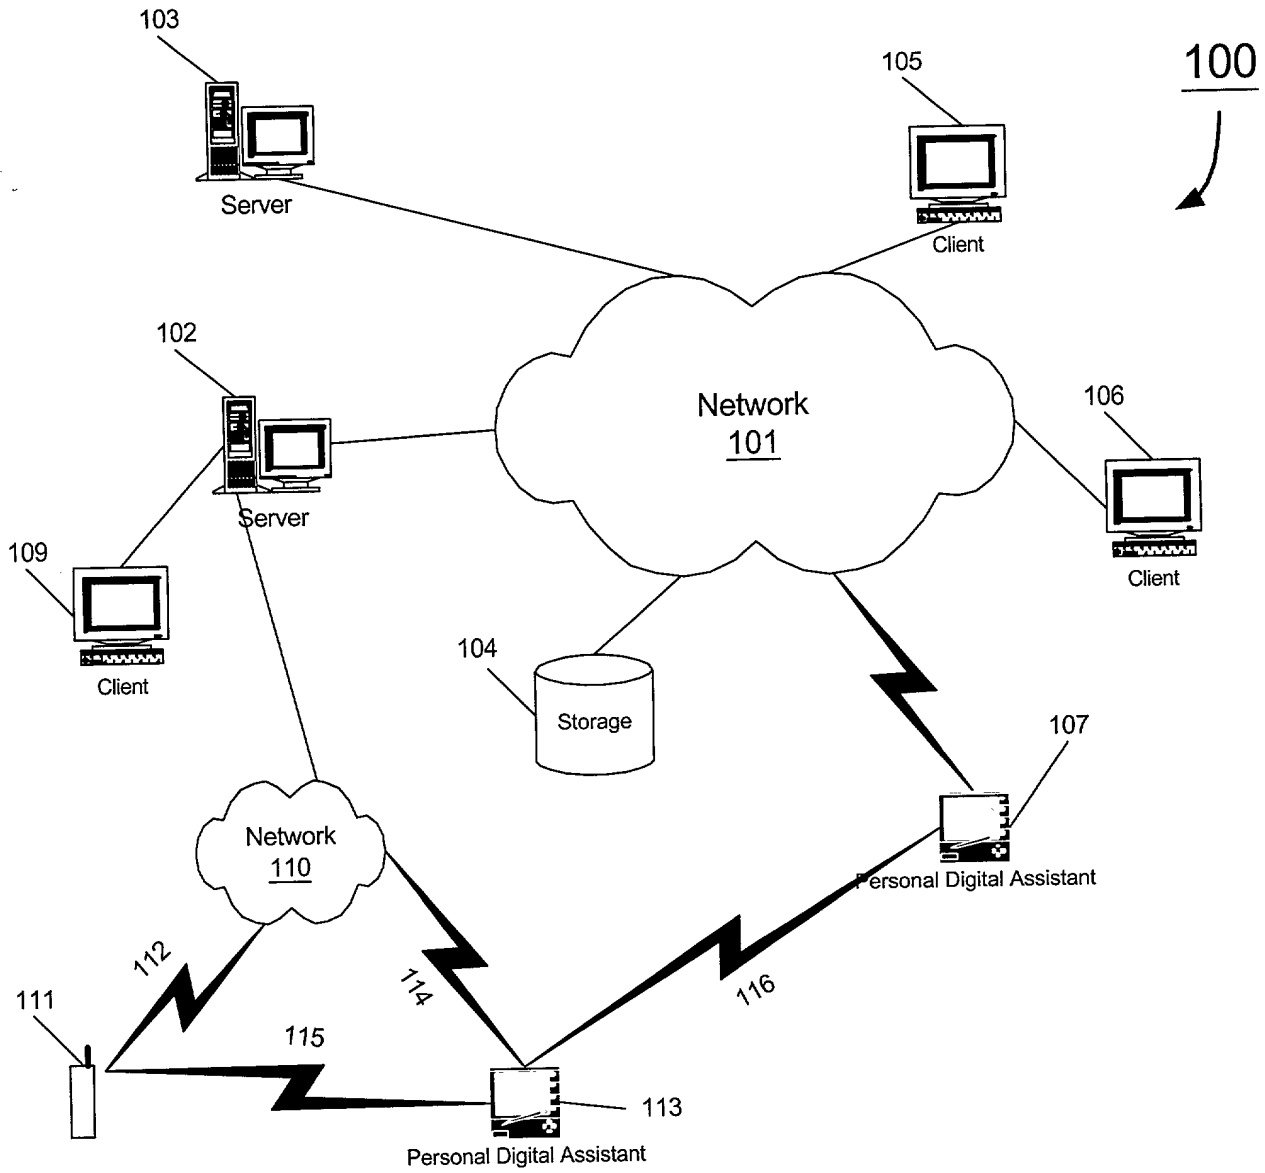 103
105
100
Server
Client
102
Network
101
106
Server
109
Client
Client
104
Storage
107
Network
110
Personal Digital Assistant
112
114
116
111
115
113
Personal Digital Assistant